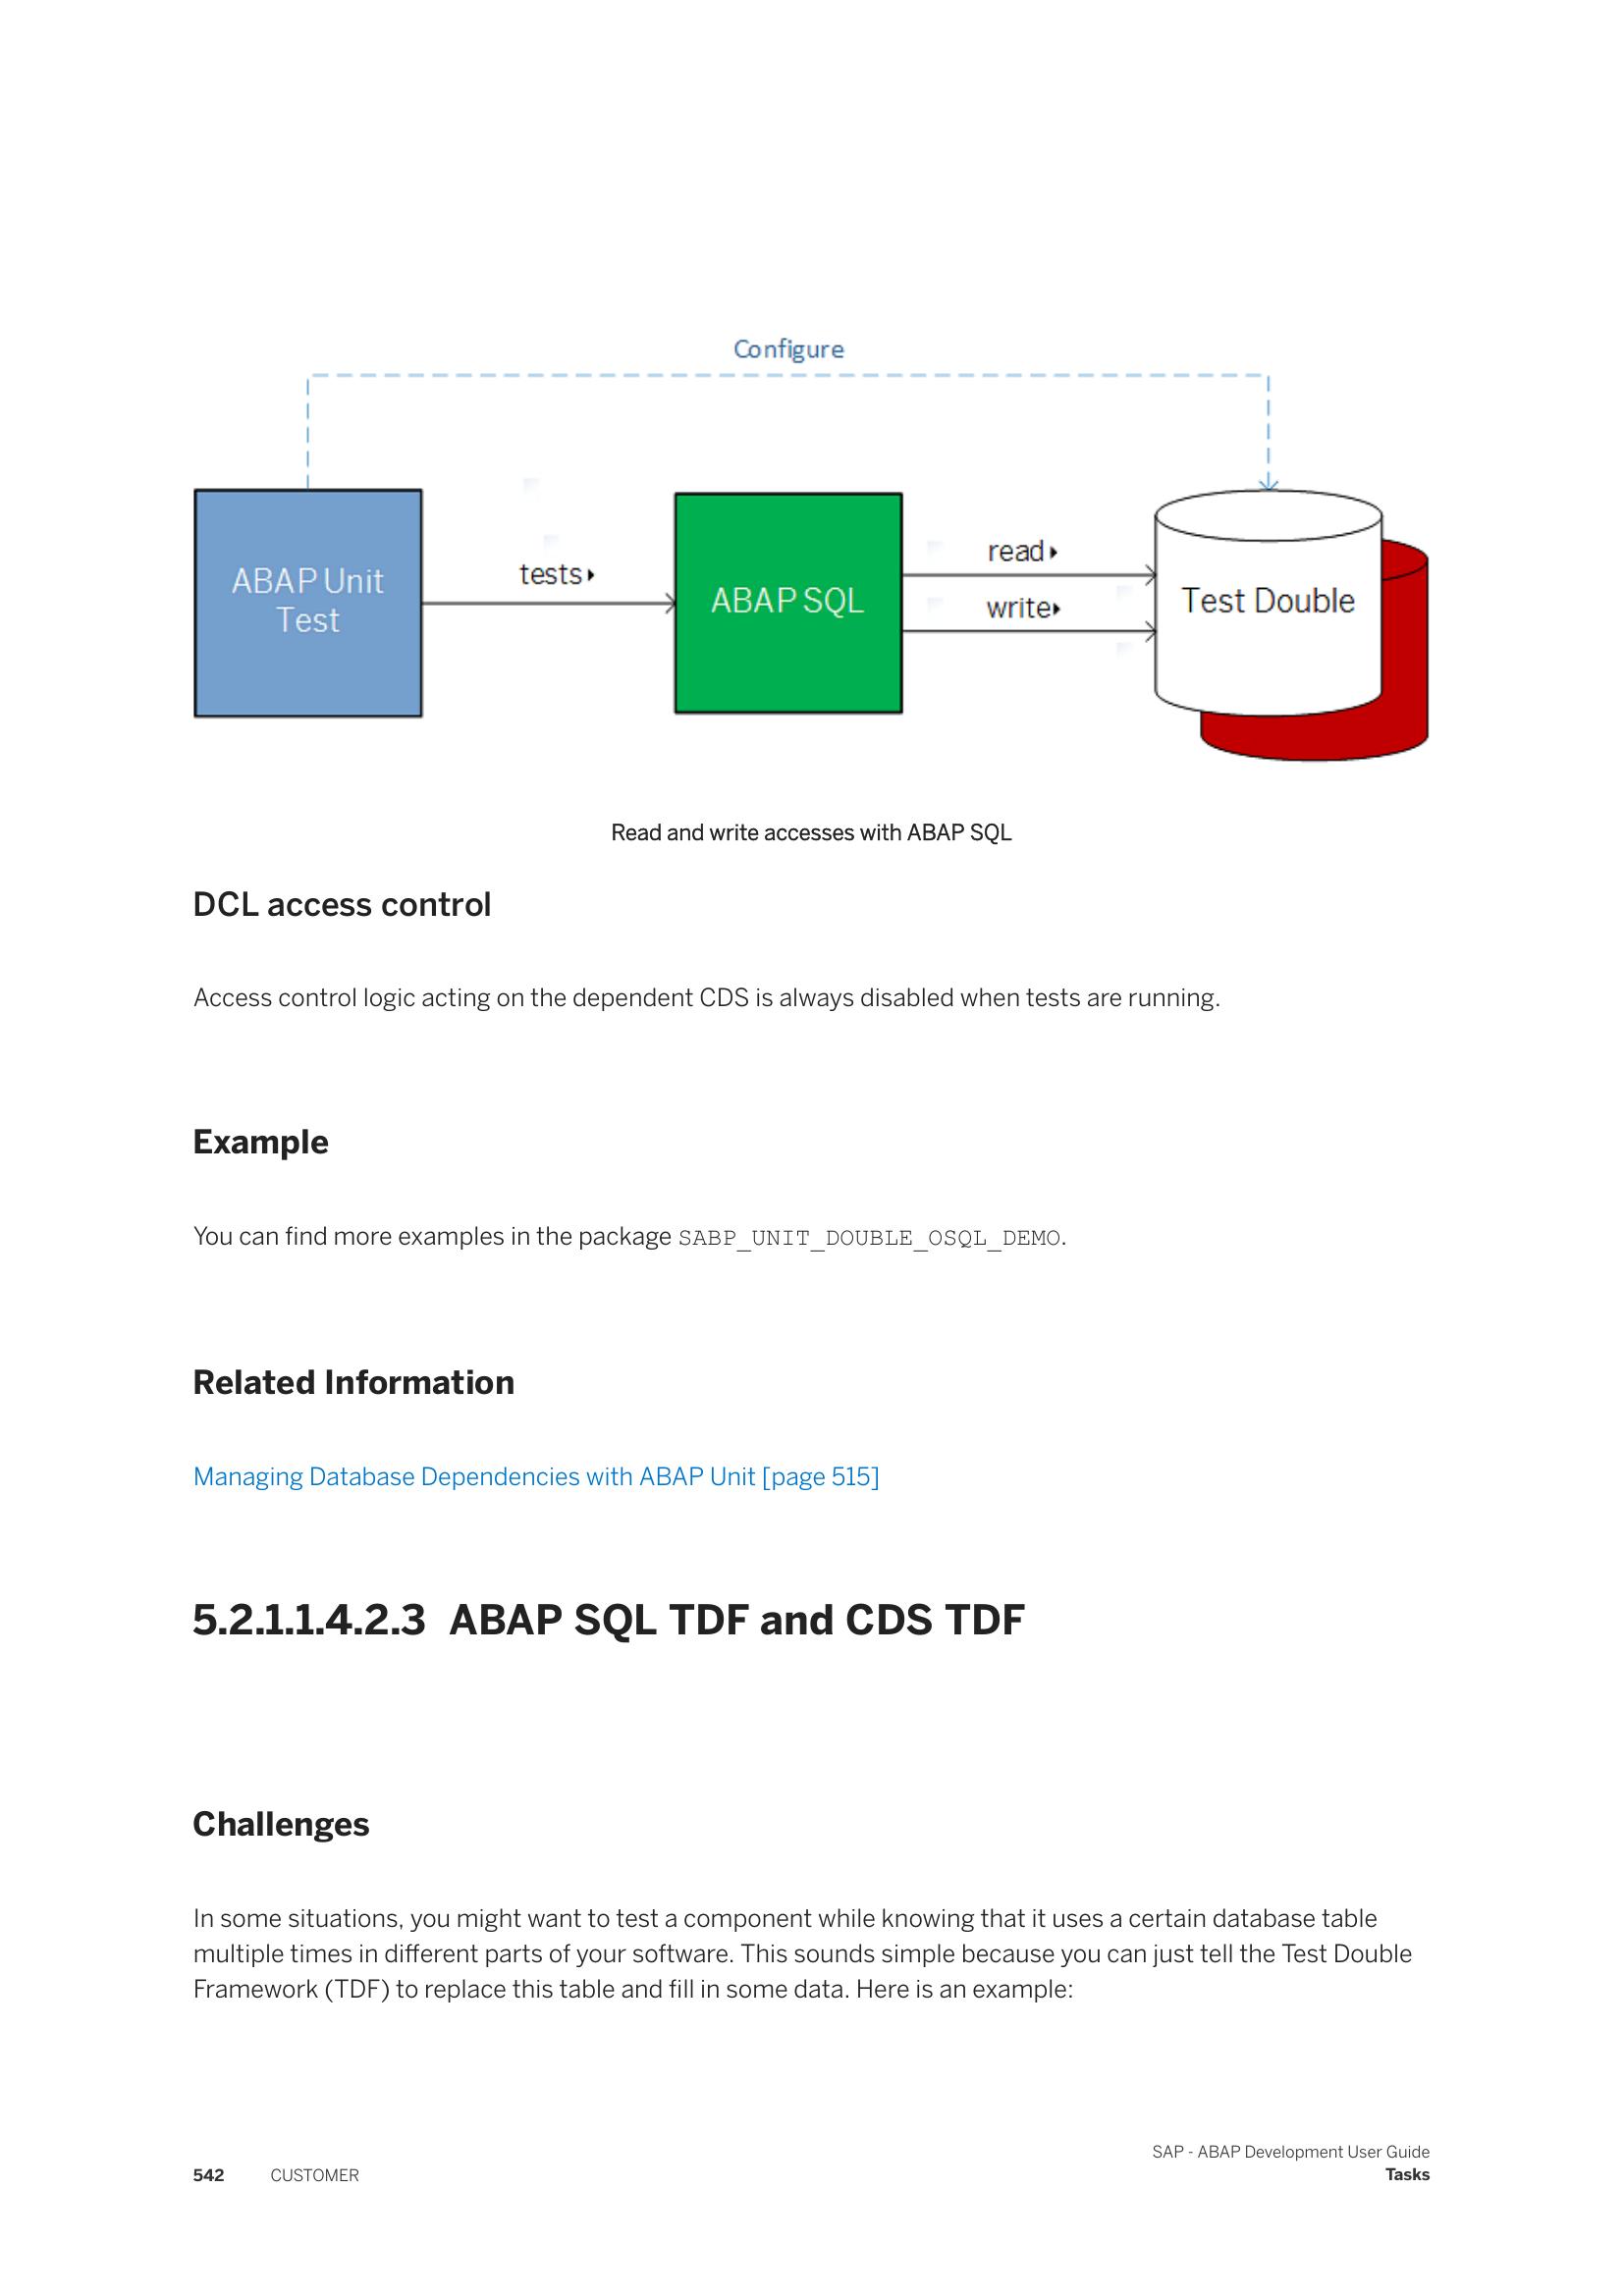 Configure
ABAP Unit
Test
tests
ABAP SQL
read
write
Test Double
Read and write accesses with ABAP SQL
DCL access control
Access control logic acting on the dependent CDS is always disabled when tests are running.
Example
You can find more examples in the package SABP_UNIT_DOUBLE_OSQL_DEMO.
Related Information
Managing Database Dependencies with ABAP Unit [page 515]
5.2.1.1.4.2.3 ABAP SQL TDF and CDS TDF
Challenges
In some situations, you might want to test a component while knowing that it uses a certain database table
multiple times in different parts of your software. This sounds simple because you can just tell the Test Double
Framework (TDF) to replace this table and fill in some data. Here is an example:
SAP - ABAP Development User Guide
542 CUSTOMER Tasks